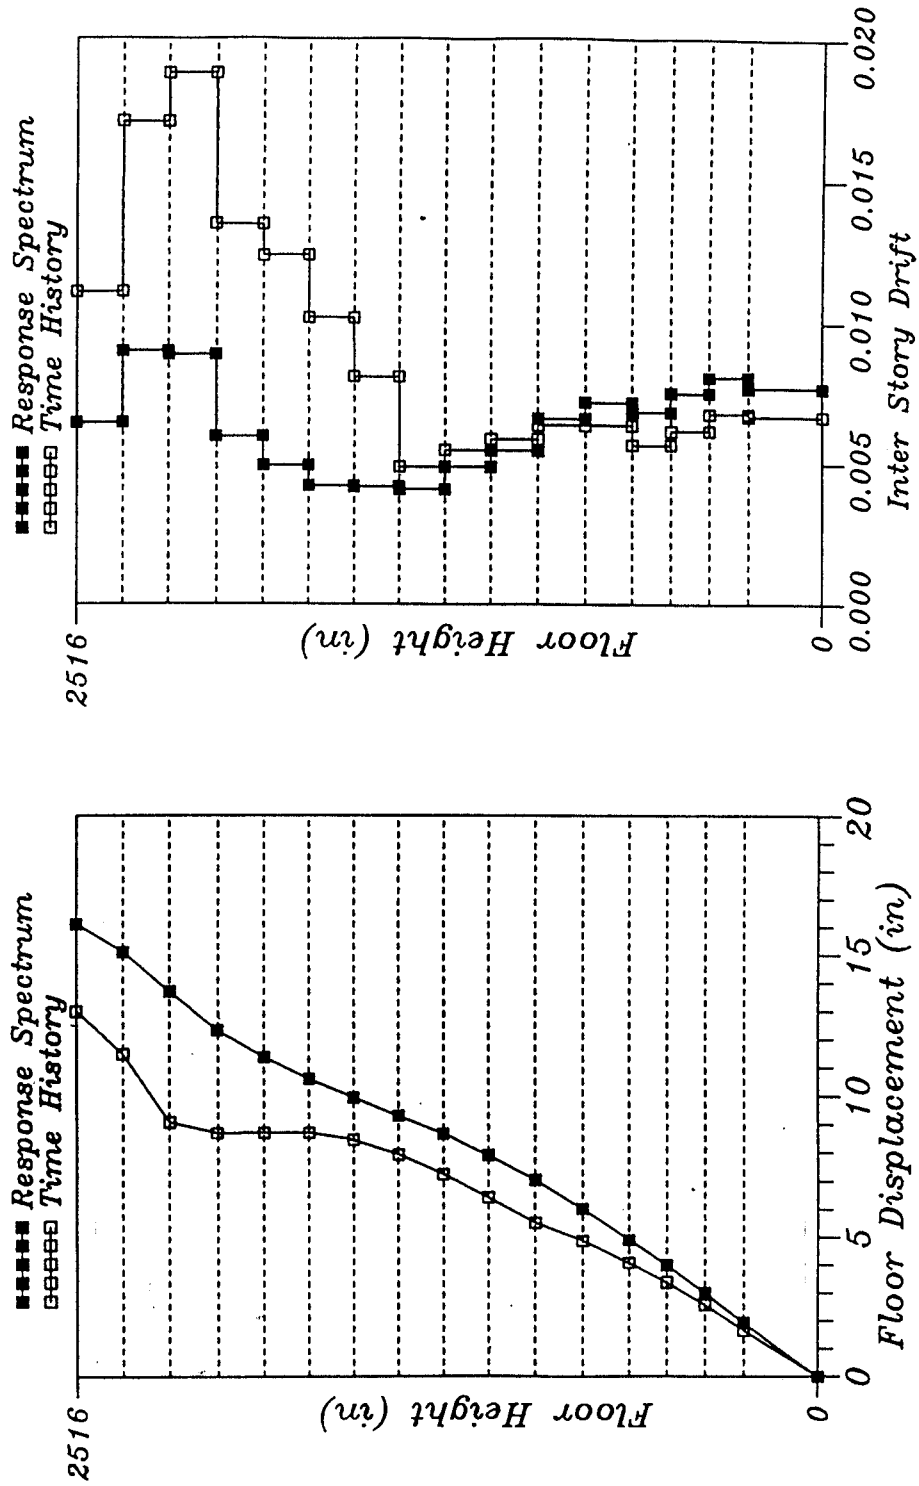 Response Spectrum
Time History
2516
Floor Height (in)
0
0
5
10
15
20
Floor Displacement (in)
Response Spectrum
Time History
2516
Floor Height (in)
0
0.000
0.005
0.010
0.015
0.020
Inter Story Drift